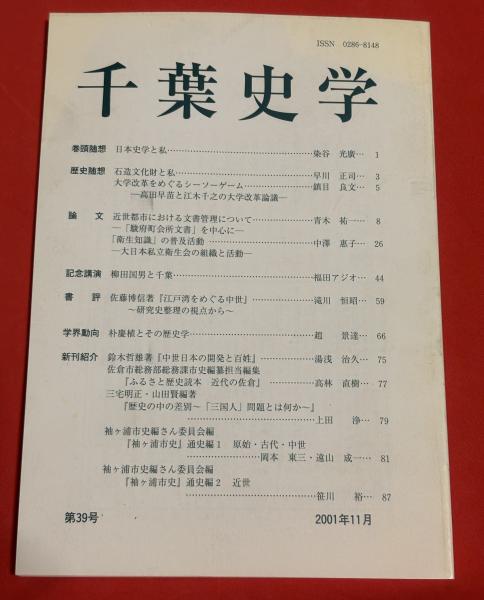 ISSN 0286-8148
千葉史学
巻頭随想 日本史学と私…………………………染谷 光廣… 1
歴史随想 石造文化財と私…………………………早川 正司… 3
大学改革をめぐるシーソーゲーム……………鎮目 良文… 5
―高田早苗と江木千之の大学改革論議―
論 文 近世都市における文書管理について…………青木 祐一… 8
―「駿府町会所文書」を中心に―
「衛生知識」の普及活動…………………………中澤 惠子… 26
―大日本私立衛生会の組織と活動―
記念講演 柳田国男と千葉…………………………福田アジオ… 44
書 評 佐藤博信著『江戸湾をめぐる中世』…………滝川 恒昭… 59
～研究史整理の視点から～
学界動向 朴慶植とその歴史学…………………………趙 景達… 66
新刊紹介 鈴木哲雄著『中世日本の開発と百姓』…………湯浅 治久… 75
佐倉市総務部総務課市史編纂担当編集
『ふるさと歴史読本 近代の佐倉』…………高林 直樹… 77
三宅明正・山田賢編著
『歴史の中の差別～「三国人」問題とは何か～』
…………………………上田 浄… 79
袖ヶ浦市史編さん委員会編
『袖ヶ浦市史』通史編1 原始・古代・中世
…………………………岡本 東三・遠山 成一… 81
袖ヶ浦市史編さん委員会編
『袖ヶ浦市史』通史編2 近世
…………………………笹川 裕… 87
第39号 2001年11月